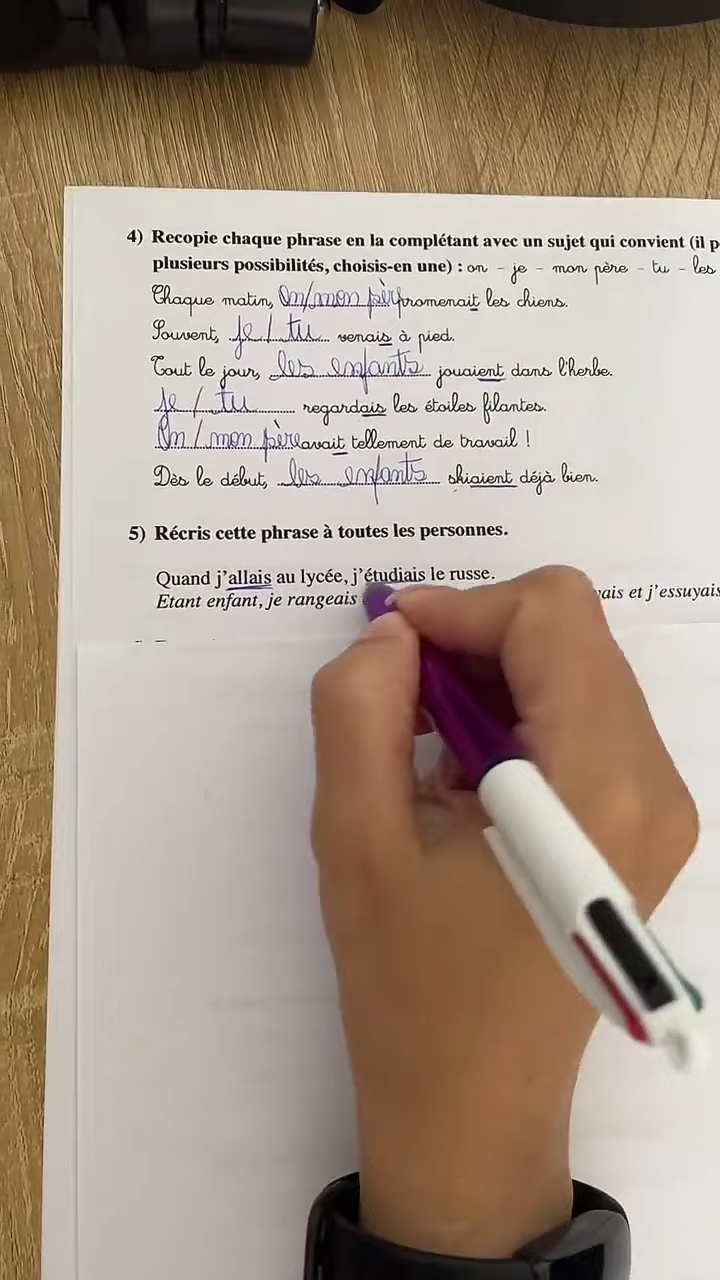 4) Recopie chaque phrase en la complétant avec un sujet qui convient (il p
plusieurs possibilités, choisis-en une) : on - je - mon père - tu - les
Chaque matin, On/mon père promenait les chiens.
Souvent, je / tu venais à pied.
Tout le jour, les enfants jouaient dans l'herbe.
je / tu regardais les étoiles filantes.
On / mon père avait tellement de travail !
Dès le début, les enfants skiaient déjà bien.
5) Récris cette phrase à toutes les personnes.
Quand j'allais au lycée, j'étudiais le russe.
Etant enfant, je rangeais vais et j'essuyais